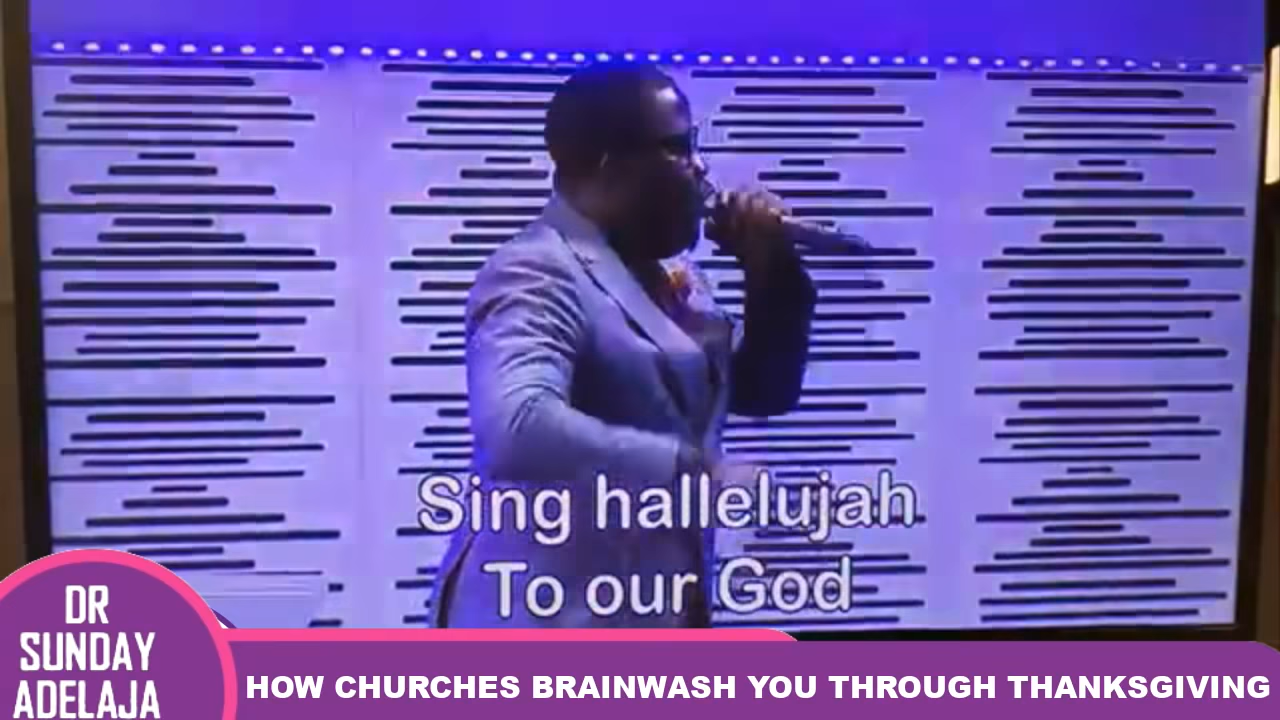 Sing hallelujah
To our God
DR
SUNDAY
ADELAJA
HOW CHURCHES BRAINWASH YOU THROUGH THANKSGIVING